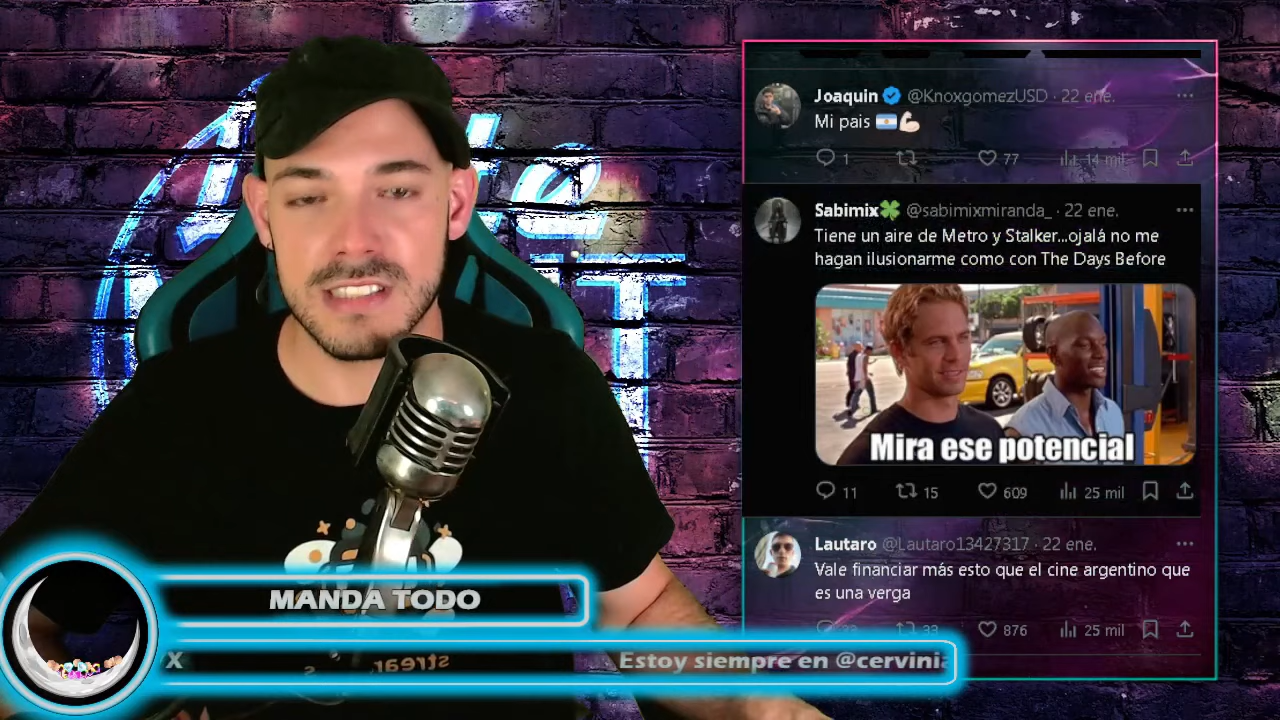 Joaquin @KnoxgomezUSD · 22 ene.
Mi pais 🇦🇷💪🏻
1 77 14 mil
Sabimix🍀 @sabimixmiranda_ · 22 ene.
Tiene un aire de Metro y Stalker...ojalá no me
hagan ilusionarme como con The Days Before
Mira ese potencial
11 15 609 25 mil
Lautaro @Lautaro13427317 · 22 ene.
Vale financiar más esto que el cine argentino que
es una verga
33 876 25 mil
MANDA TODO
X Estoy siempre en @cervinia